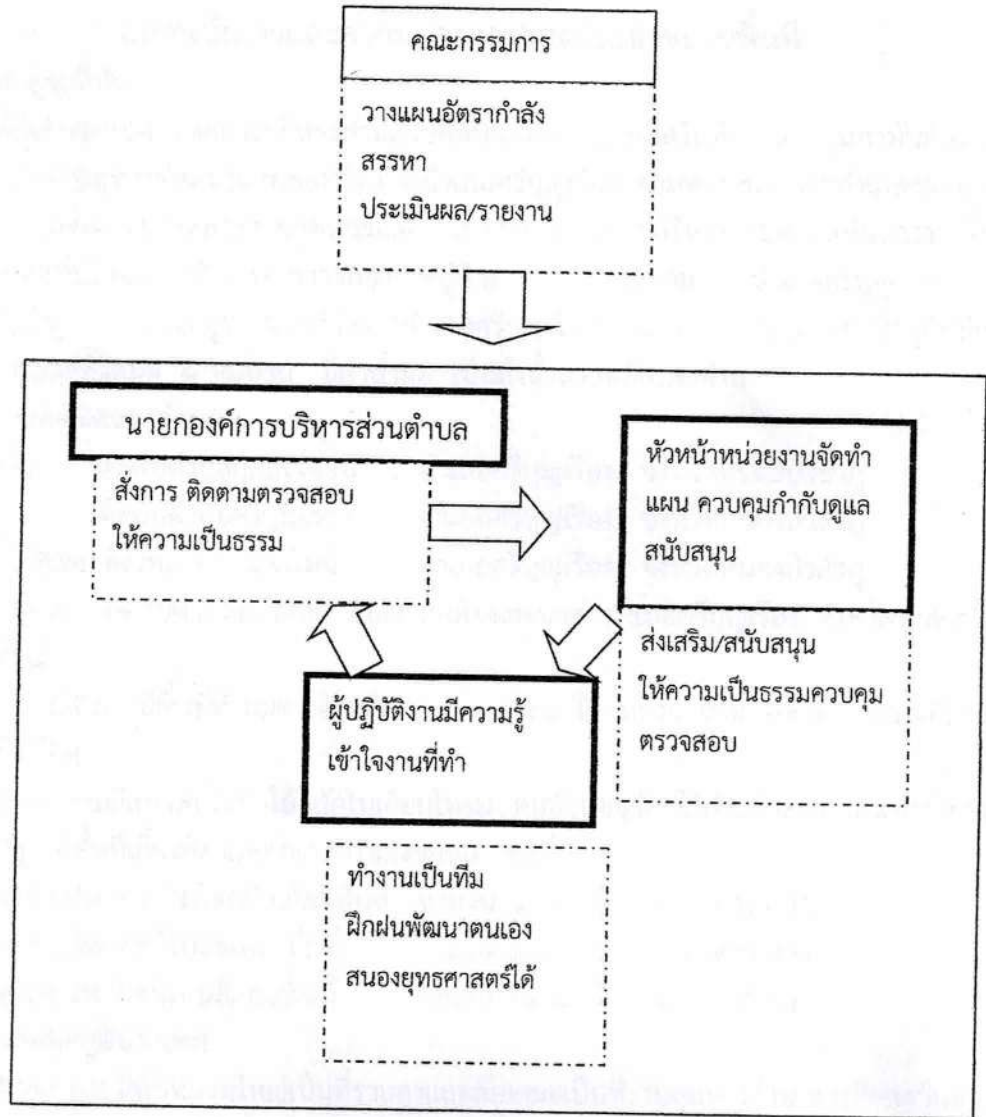 คณะกรรมการ
วางแผนอัตรากำลัง
สรรหา
ประเมินผล/รายงาน
นายกองค์การบริหารส่วนตำบล
สั่งการ ติดตามตรวจสอบ
ให้ความเป็นธรรม
หัวหน้าหน่วยงานจัดทำ
แผน ควบคุมกำกับดูแล
สนับสนุน
ส่งเสริม/สนับสนุน
ให้ความเป็นธรรมควบคุม
ตรวจสอบ
ผู้ปฏิบัติงานมีความรู้
เข้าใจงานที่ทำ
ทำงานเป็นทีม
ฝึกฝนพัฒนาตนเอง
สนองยุทธศาสตร์ได้